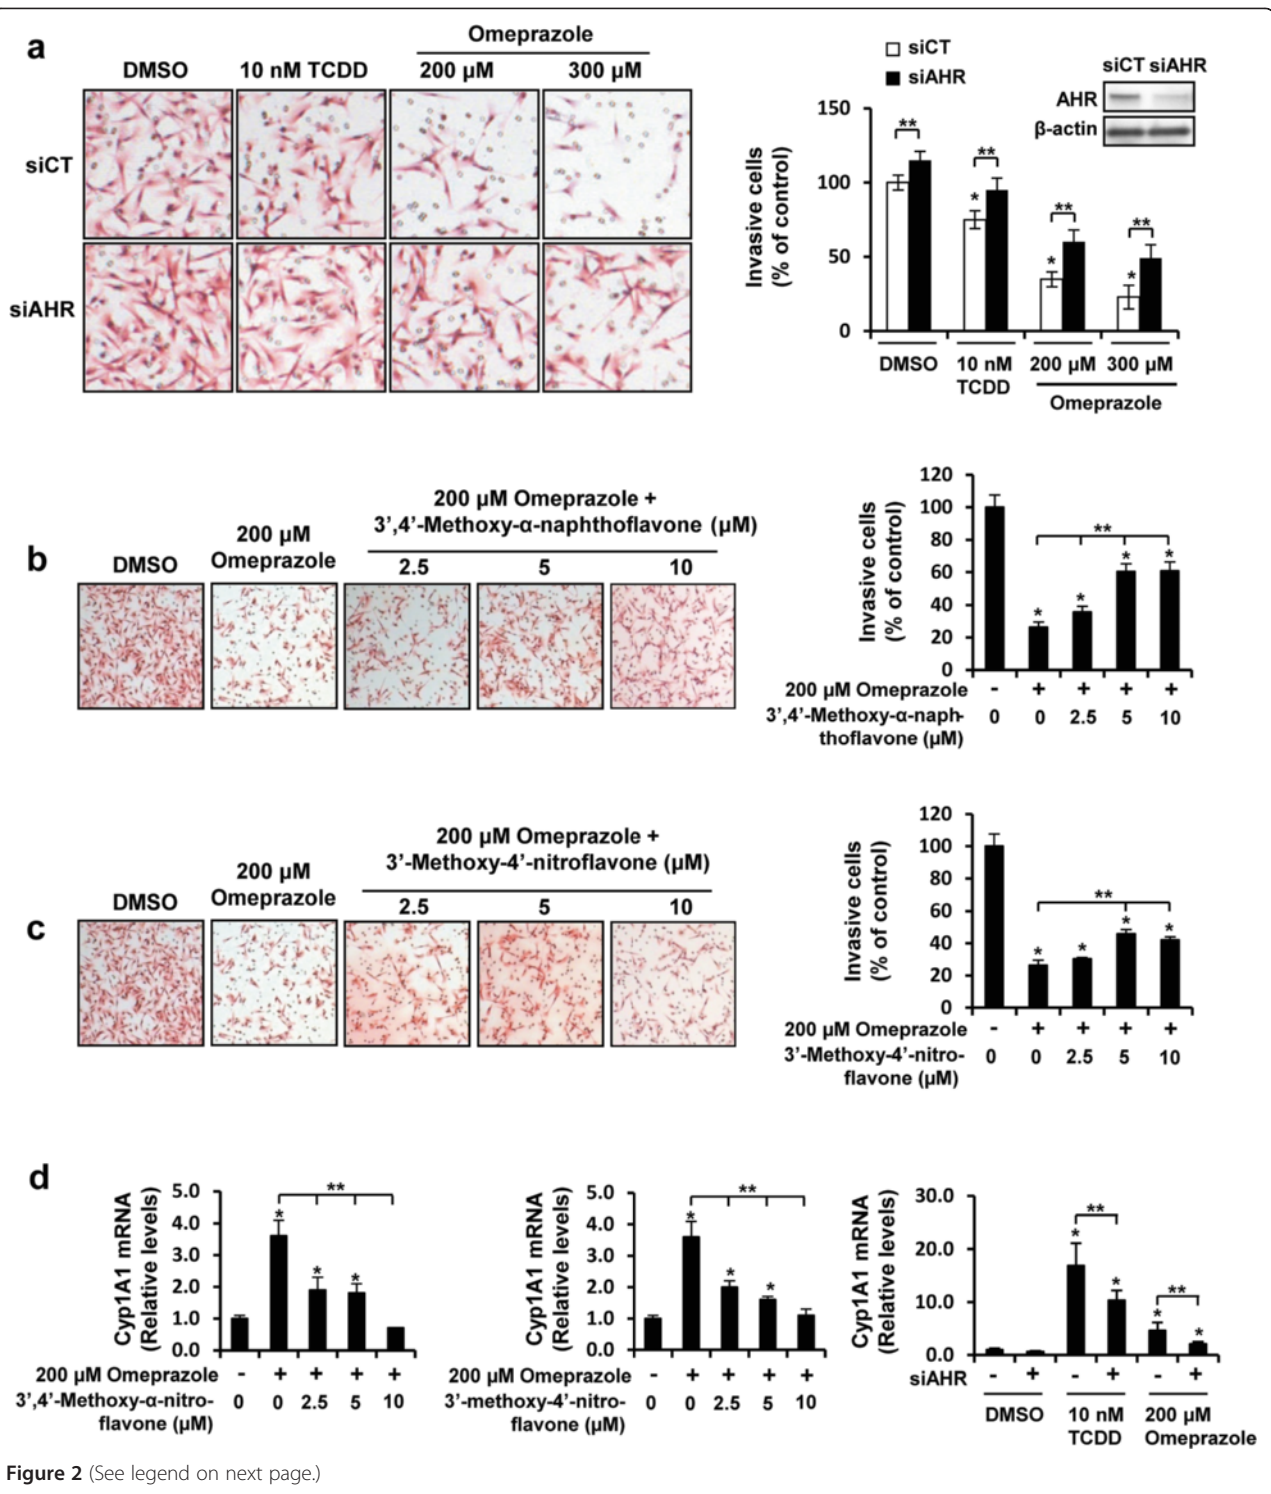 a
Omeprazole
DMSO 10 nM TCDD 200 µM 300 µM
siCT
siAHR
siCT
siAHR
siCT siAHR
AHR
β-actin
Invasive cells
(% of control)
150
100
50
0
** ** ** **
* * *
DMSO 10 nM TCDD 200 µM 300 µM
Omeprazole
b
DMSO
200 µM
Omeprazole
200 µM Omeprazole +
3',4'-Methoxy-α-naphthoflavone (µM)
2.5 5 10
Invasive cells
(% of control)
120
100
80
60
40
20
0
**
* * * *
200 µM Omeprazole - + + + +
3',4'-Methoxy-α-naph-
thoflavone (µM) 0 0 2.5 5 10
c
DMSO
200 µM
Omeprazole
200 µM Omeprazole +
3'-Methoxy-4'-nitroflavone (µM)
2.5 5 10
Invasive cells
(% of control)
120
100
80
60
40
20
0
**
* * * *
200 µM Omeprazole - + + + +
3'-Methoxy-4'-nitro-
flavone (µM) 0 0 2.5 5 10
d
Cyp1A1 mRNA
(Relative levels)
5.0
4.0
3.0
2.0
1.0
0.0
**
* * *
200 µM Omeprazole - + + + +
3',4'-Methoxy-α-nitro-
flavone (µM) 0 0 2.5 5 10
Cyp1A1 mRNA
(Relative levels)
5.0
4.0
3.0
2.0
1.0
0.0
**
* * *
200 µM Omeprazole - + + + +
3'-methoxy-4'-nitro-
flavone (µM) 0 0 2.5 5 10
Cyp1A1 mRNA
(Relative levels)
30.0
20.0
10.0
0.0
** **
* * * *
siAHR - + - + - +
DMSO 10 nM TCDD 200 µM Omeprazole
Figure 2 (See legend on next page.)